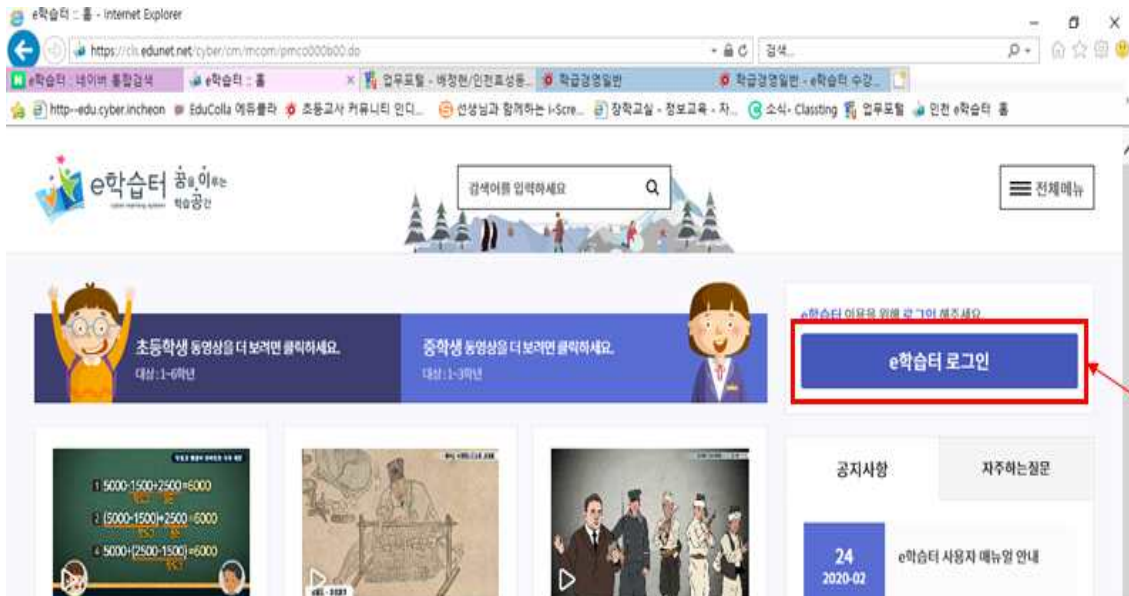 e학습터 :: 홈 - Internet Explorer
https://cls.edunet.net/cyber/cm/mcom/pmco000b00.do
검색...
e학습터 : 네이버 통합검색
e학습터 :: 홈
업무포털 - 배정현/인천효성동...
학급경영일반
학급경영일반 - e학습터 수강...
http--edu.cyber.incheon
EduColla 에듀콜라
초등교사 커뮤니티 인디...
선생님과 함께하는 i-Scre...
장학교실 - 정보교육 - 자...
소식- Classting
업무포털
인천 e학습터 홈
e학습터 꿈을 이루는
학습공간
검색어를 입력하세요
전체메뉴
초등학생 동영상을 더 보려면 클릭하세요.
대상 : 1~6학년
중학생 동영상을 더 보려면 클릭하세요.
대상 : 1~3학년
e학습터 이용을 위해 로그인 해주세요.
e학습터 로그인
1 5000-1500+2500=6000
2 (5000-1500)+2500=6000
4 5000+(2500-1500)=6000
공지사항
자주하는질문
24
2020-02
e학습터 사용자 매뉴얼 안내